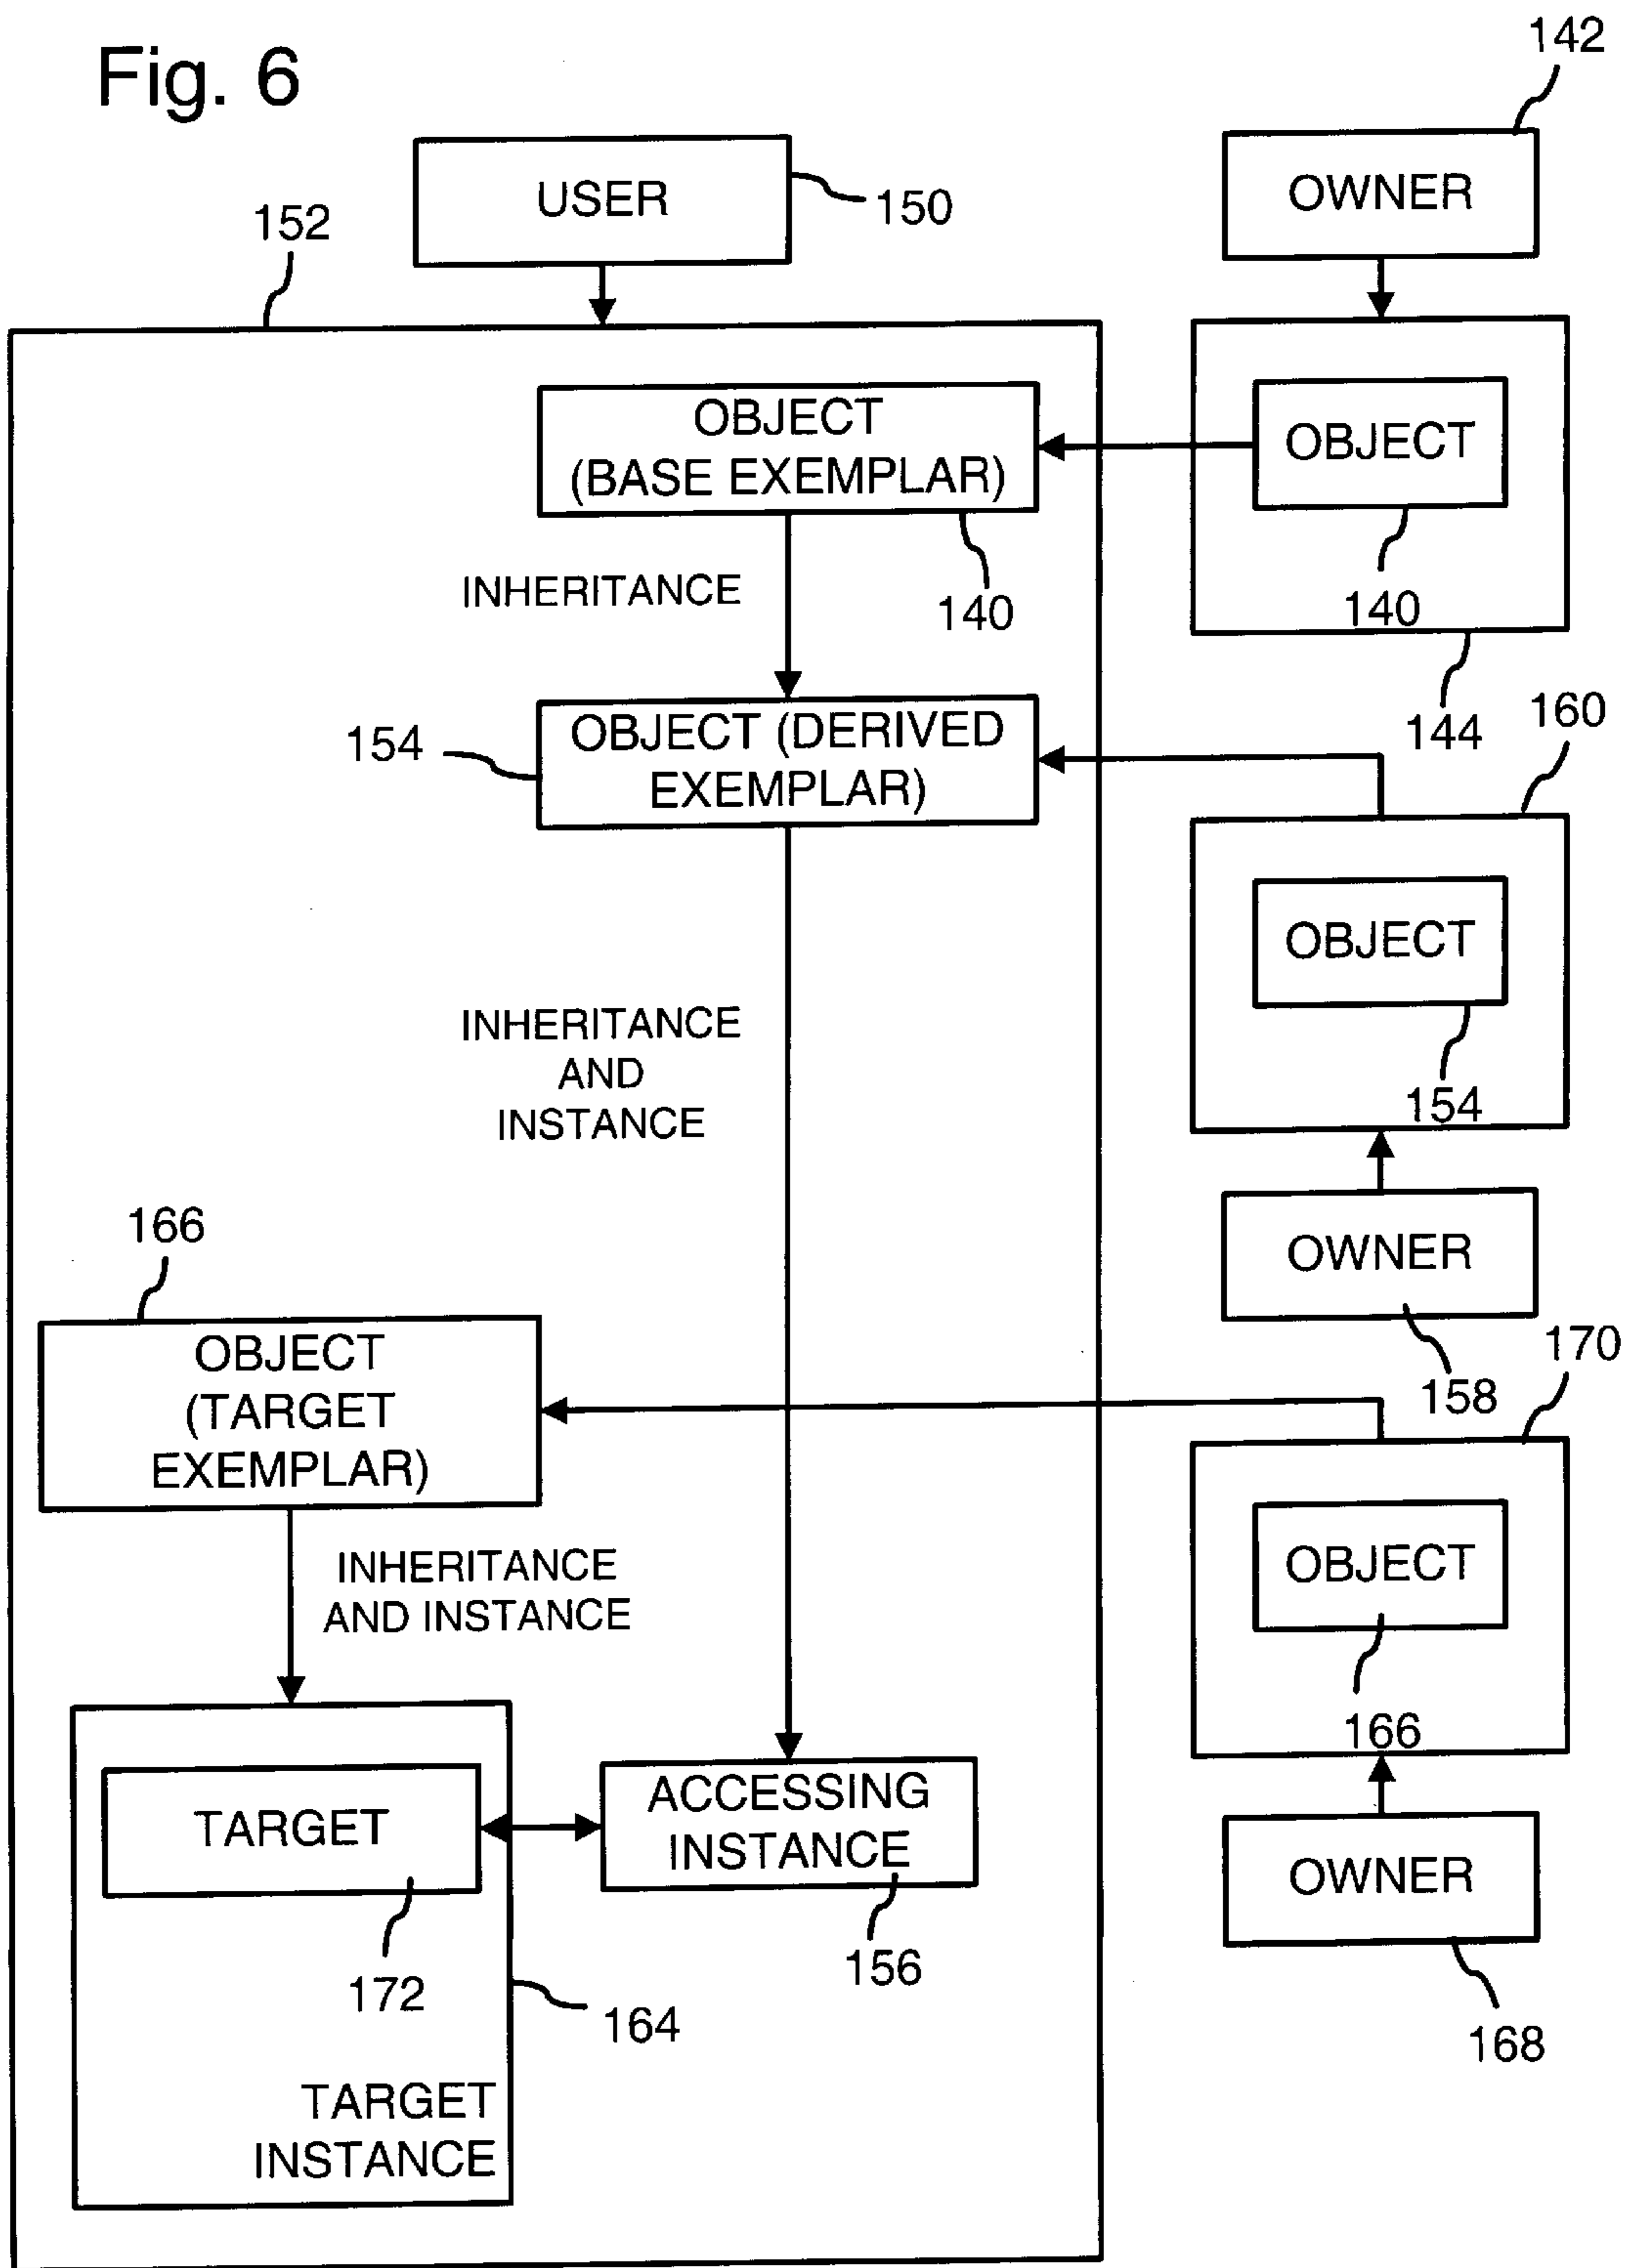 Fig. 6
142
USER
150
OWNER
152
OBJECT
(BASE EXEMPLAR)
OBJECT
INHERITANCE
140
140
144
160
154
OBJECT (DERIVED
EXEMPLAR)
OBJECT
INHERITANCE
AND
INSTANCE
154
166
OWNER
158
170
OBJECT
(TARGET
EXEMPLAR)
INHERITANCE
AND INSTANCE
OBJECT
166
TARGET
ACCESSING
INSTANCE
OWNER
172
156
164
168
TARGET
INSTANCE